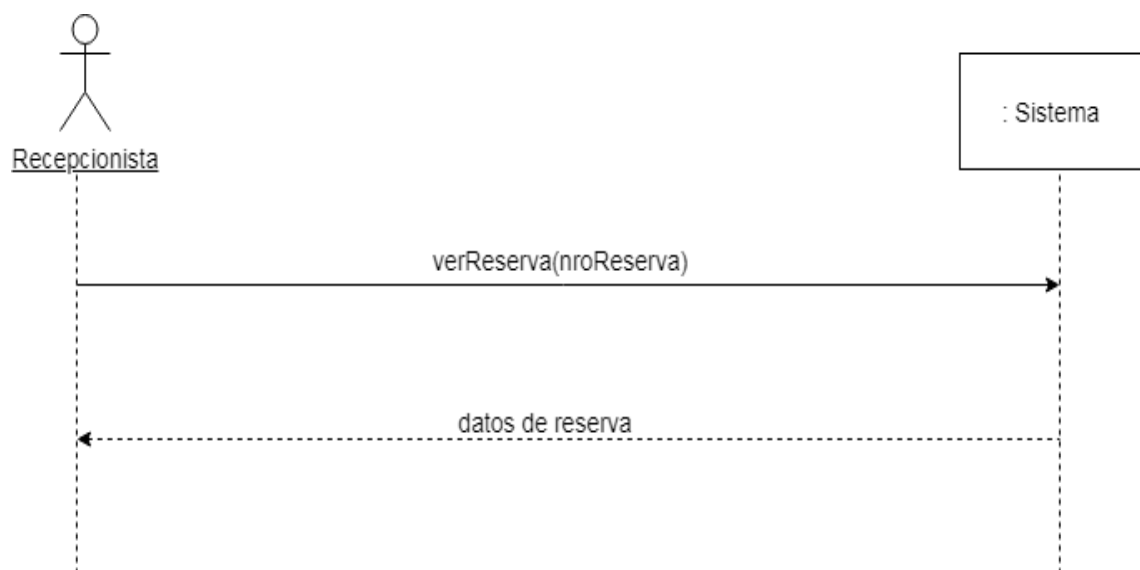 Recepcionista
: Sistema
verReserva(nroReserva)
datos de reserva